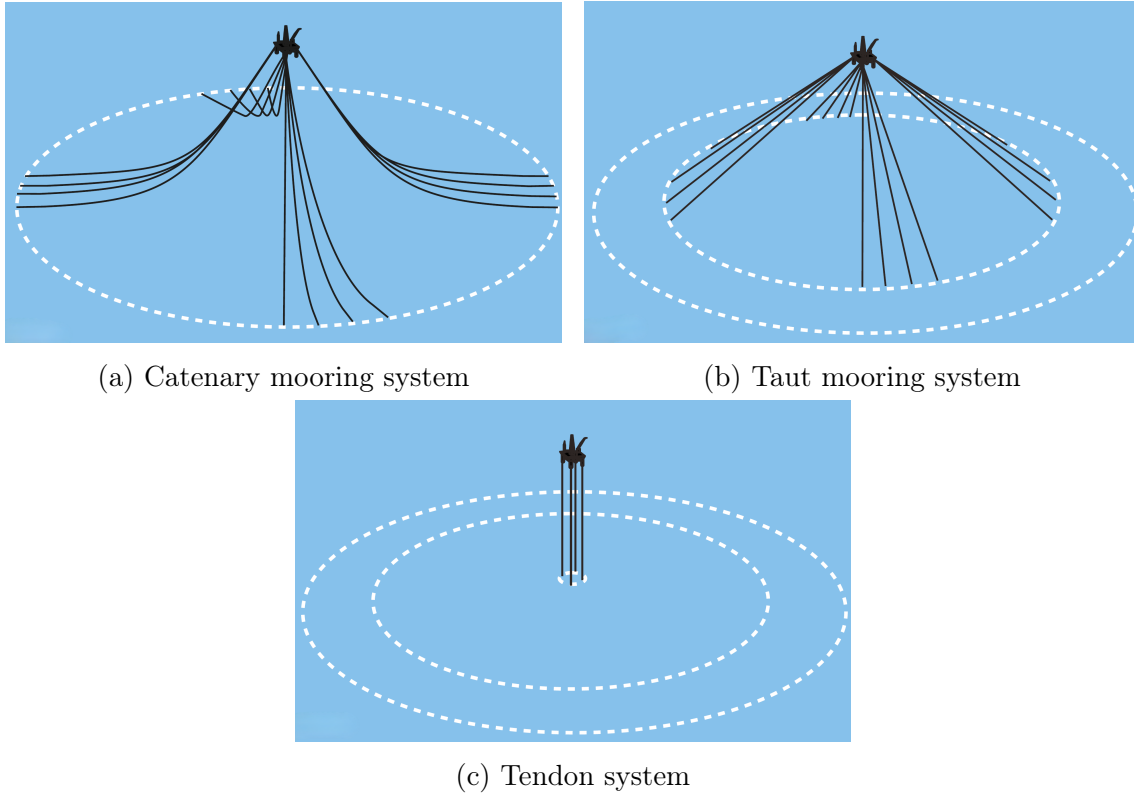 (a) Catenary mooring system
(b) Taut mooring system
(c) Tendon system